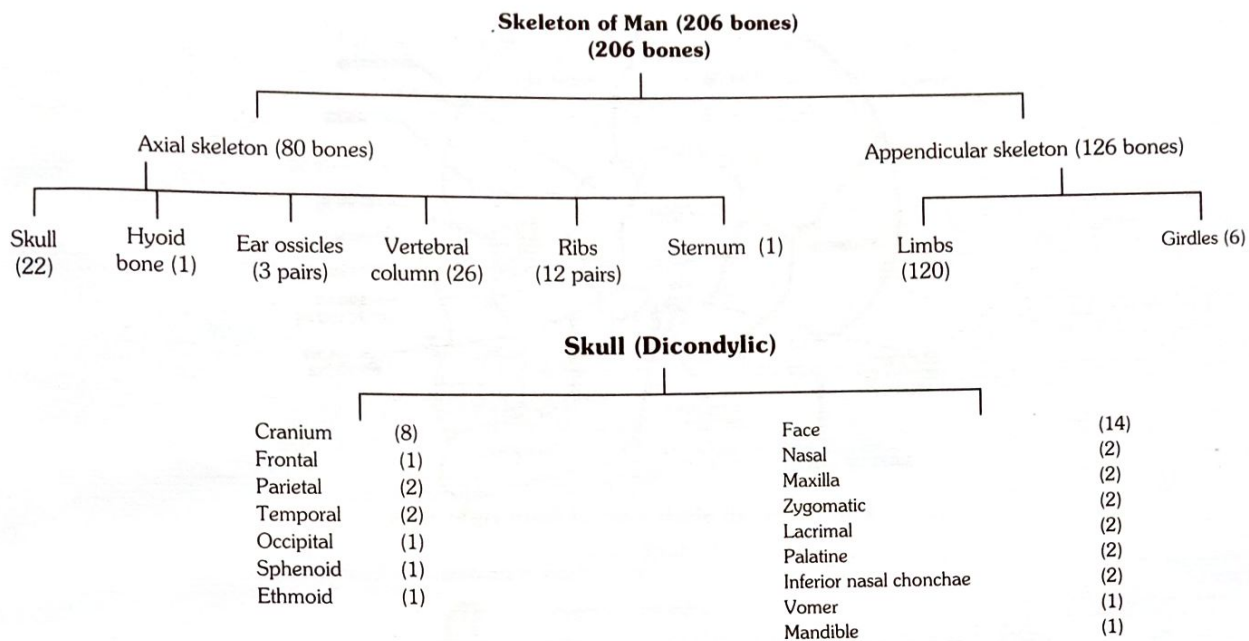 Skeleton of Man (206 bones)
(206 bones)
Axial skeleton (80 bones)
Appendicular skeleton (126 bones)
Skull
(22)
Hyoid
bone (1)
Ear ossicles
(3 pairs)
Vertebral
column (26)
Ribs
(12 pairs)
Sternum (1)
Limbs
(120)
Girdles (6)
Skull (Dicondylic)
Cranium (8)
Frontal (1)
Parietal (2)
Temporal (2)
Occipital (1)
Sphenoid (1)
Ethmoid (1)
Face (14)
Nasal (2)
Maxilla (2)
Zygomatic (2)
Lacrimal (2)
Palatine (2)
Inferior nasal chonchae (2)
Vomer (1)
Mandible (1)